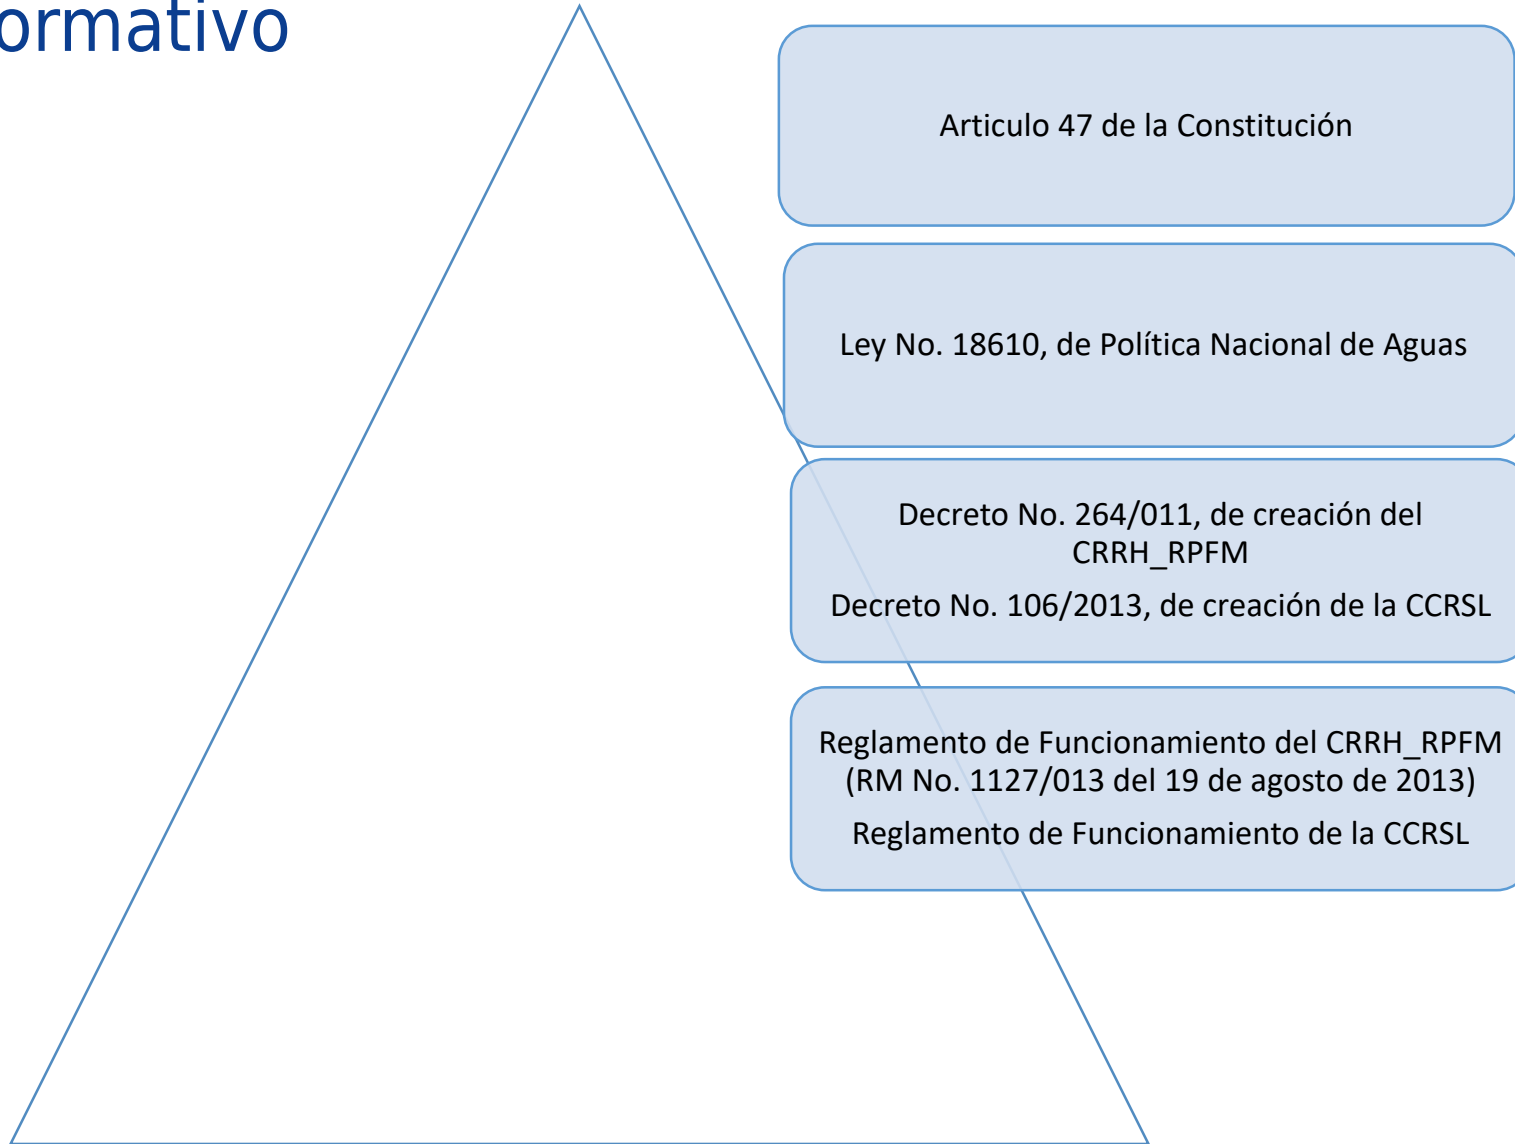 ormativo
Articulo 47 de la Constitución
Ley No. 18610, de Política Nacional de Aguas
Decreto No. 264/011, de creación del
CRRH_RPFM
Decreto No. 106/2013, de creación de la CCRSL
Reglamento de Funcionamiento del CRRH_RPFM
(RM No. 1127/013 del 19 de agosto de 2013)
Reglamento de Funcionamiento de la CCRSL